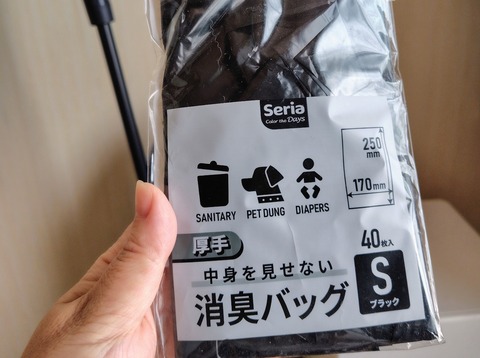 Seria
Color the Days
250
mm
170mm
SANITARY PET DUNG DIAPERS
厚手
中身を見せない
消臭バッグ
40枚入
S
ブラック